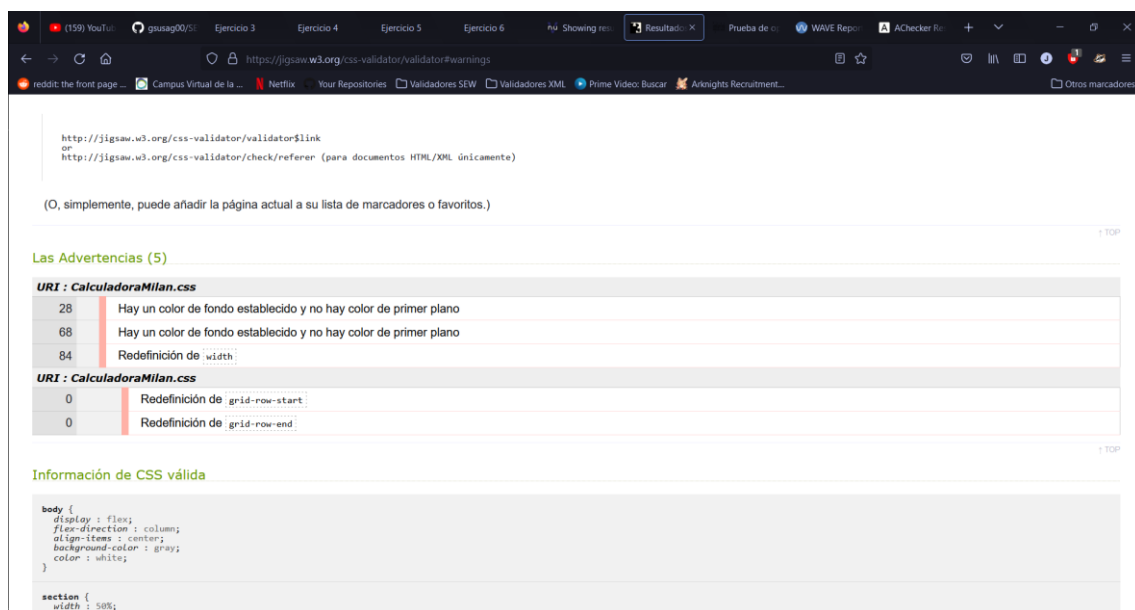 (159) YouTub gsusag00/SE Ejercicio 3 Ejercicio 4 Ejercicio 5 Ejercicio 6 Showing resu Resultados Prueba de co WAVE Repor AChecker Re
https://jigsaw.w3.org/css-validator/validator#warnings
reddit: the front page ... Campus Virtual de la ... Netflix Your Repositories Validadores SEW Validadores XML Prime Video: Buscar Arknights Recruitment... Otros marcadores
http://jigsaw.w3.org/css-validator/validator$link
or
http://jigsaw.w3.org/css-validator/check/referer (para documentos HTML/XML únicamente)
(O, simplemente, puede añadir la página actual a su lista de marcadores o favoritos.)
↑ TOP
Las Advertencias (5)
URI : CalculadoraMilan.css
28 Hay un color de fondo establecido y no hay color de primer plano
68 Hay un color de fondo establecido y no hay color de primer plano
84 Redefinición de width
URI : CalculadoraMilan.css
0 Redefinición de grid-row-start
0 Redefinición de grid-row-end
↑ TOP
Información de CSS válida
body {
display : flex;
flex-direction : column;
align-items : center;
background-color : gray;
color : white;
}
section {
width : 50%;